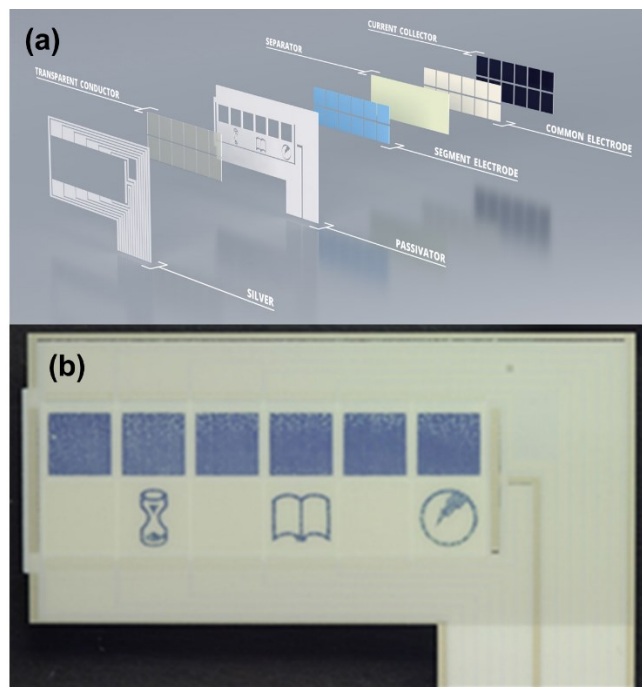 (a)
CURRENT COLLECTOR
SEPARATOR
TRANSPARENT CONDUCTOR
COMMON ELECTRODE
SEGMENT ELECTRODE
PASSIVATOR
SILVER
(b)